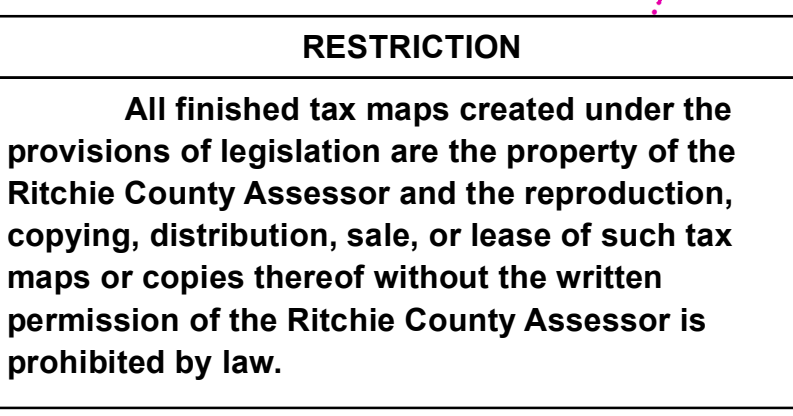 RESTRICTION
All finished tax maps created under the
provisions of legislation are the property of the
Ritchie County Assessor and the reproduction,
copying, distribution, sale, or lease of such tax
maps or copies thereof without the written
permission of the Ritchie County Assessor is
prohibited by law.